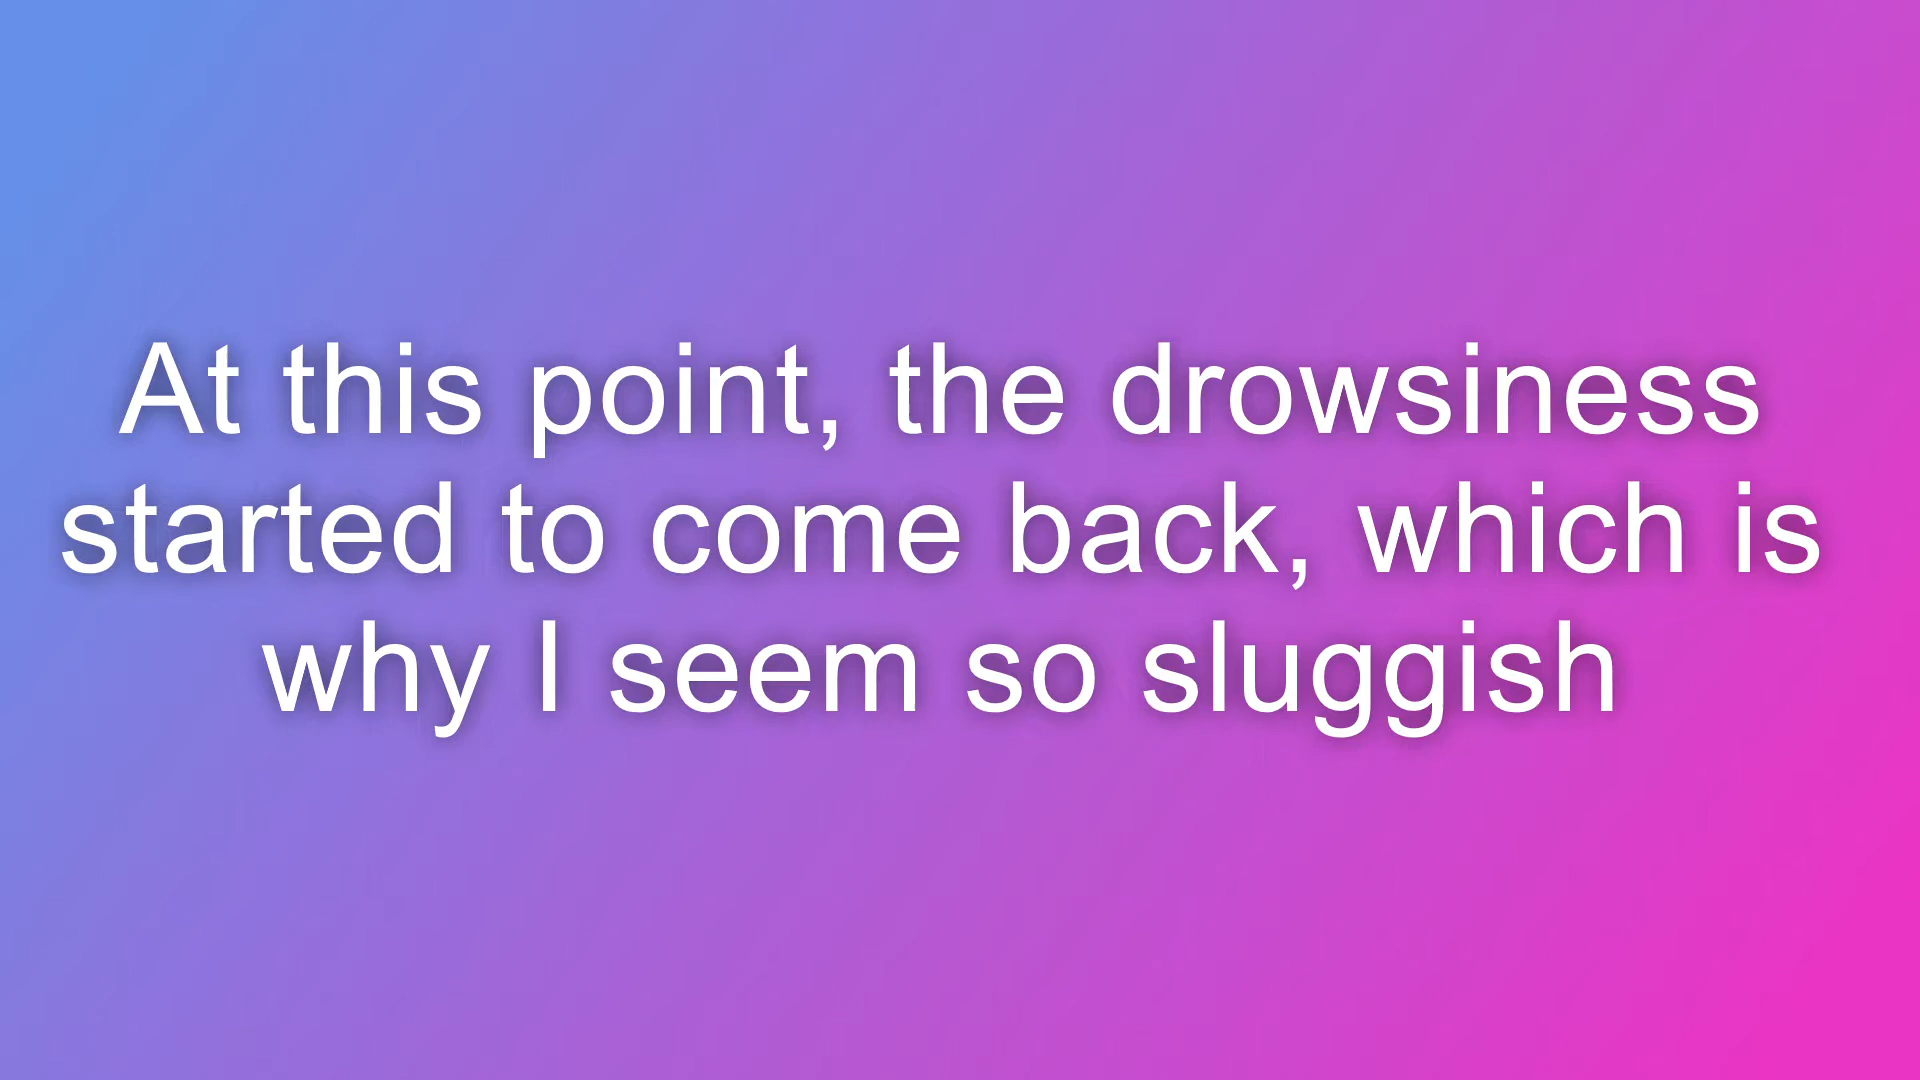 At this point, the drowsiness
started to come back, which is
why I seem so sluggish